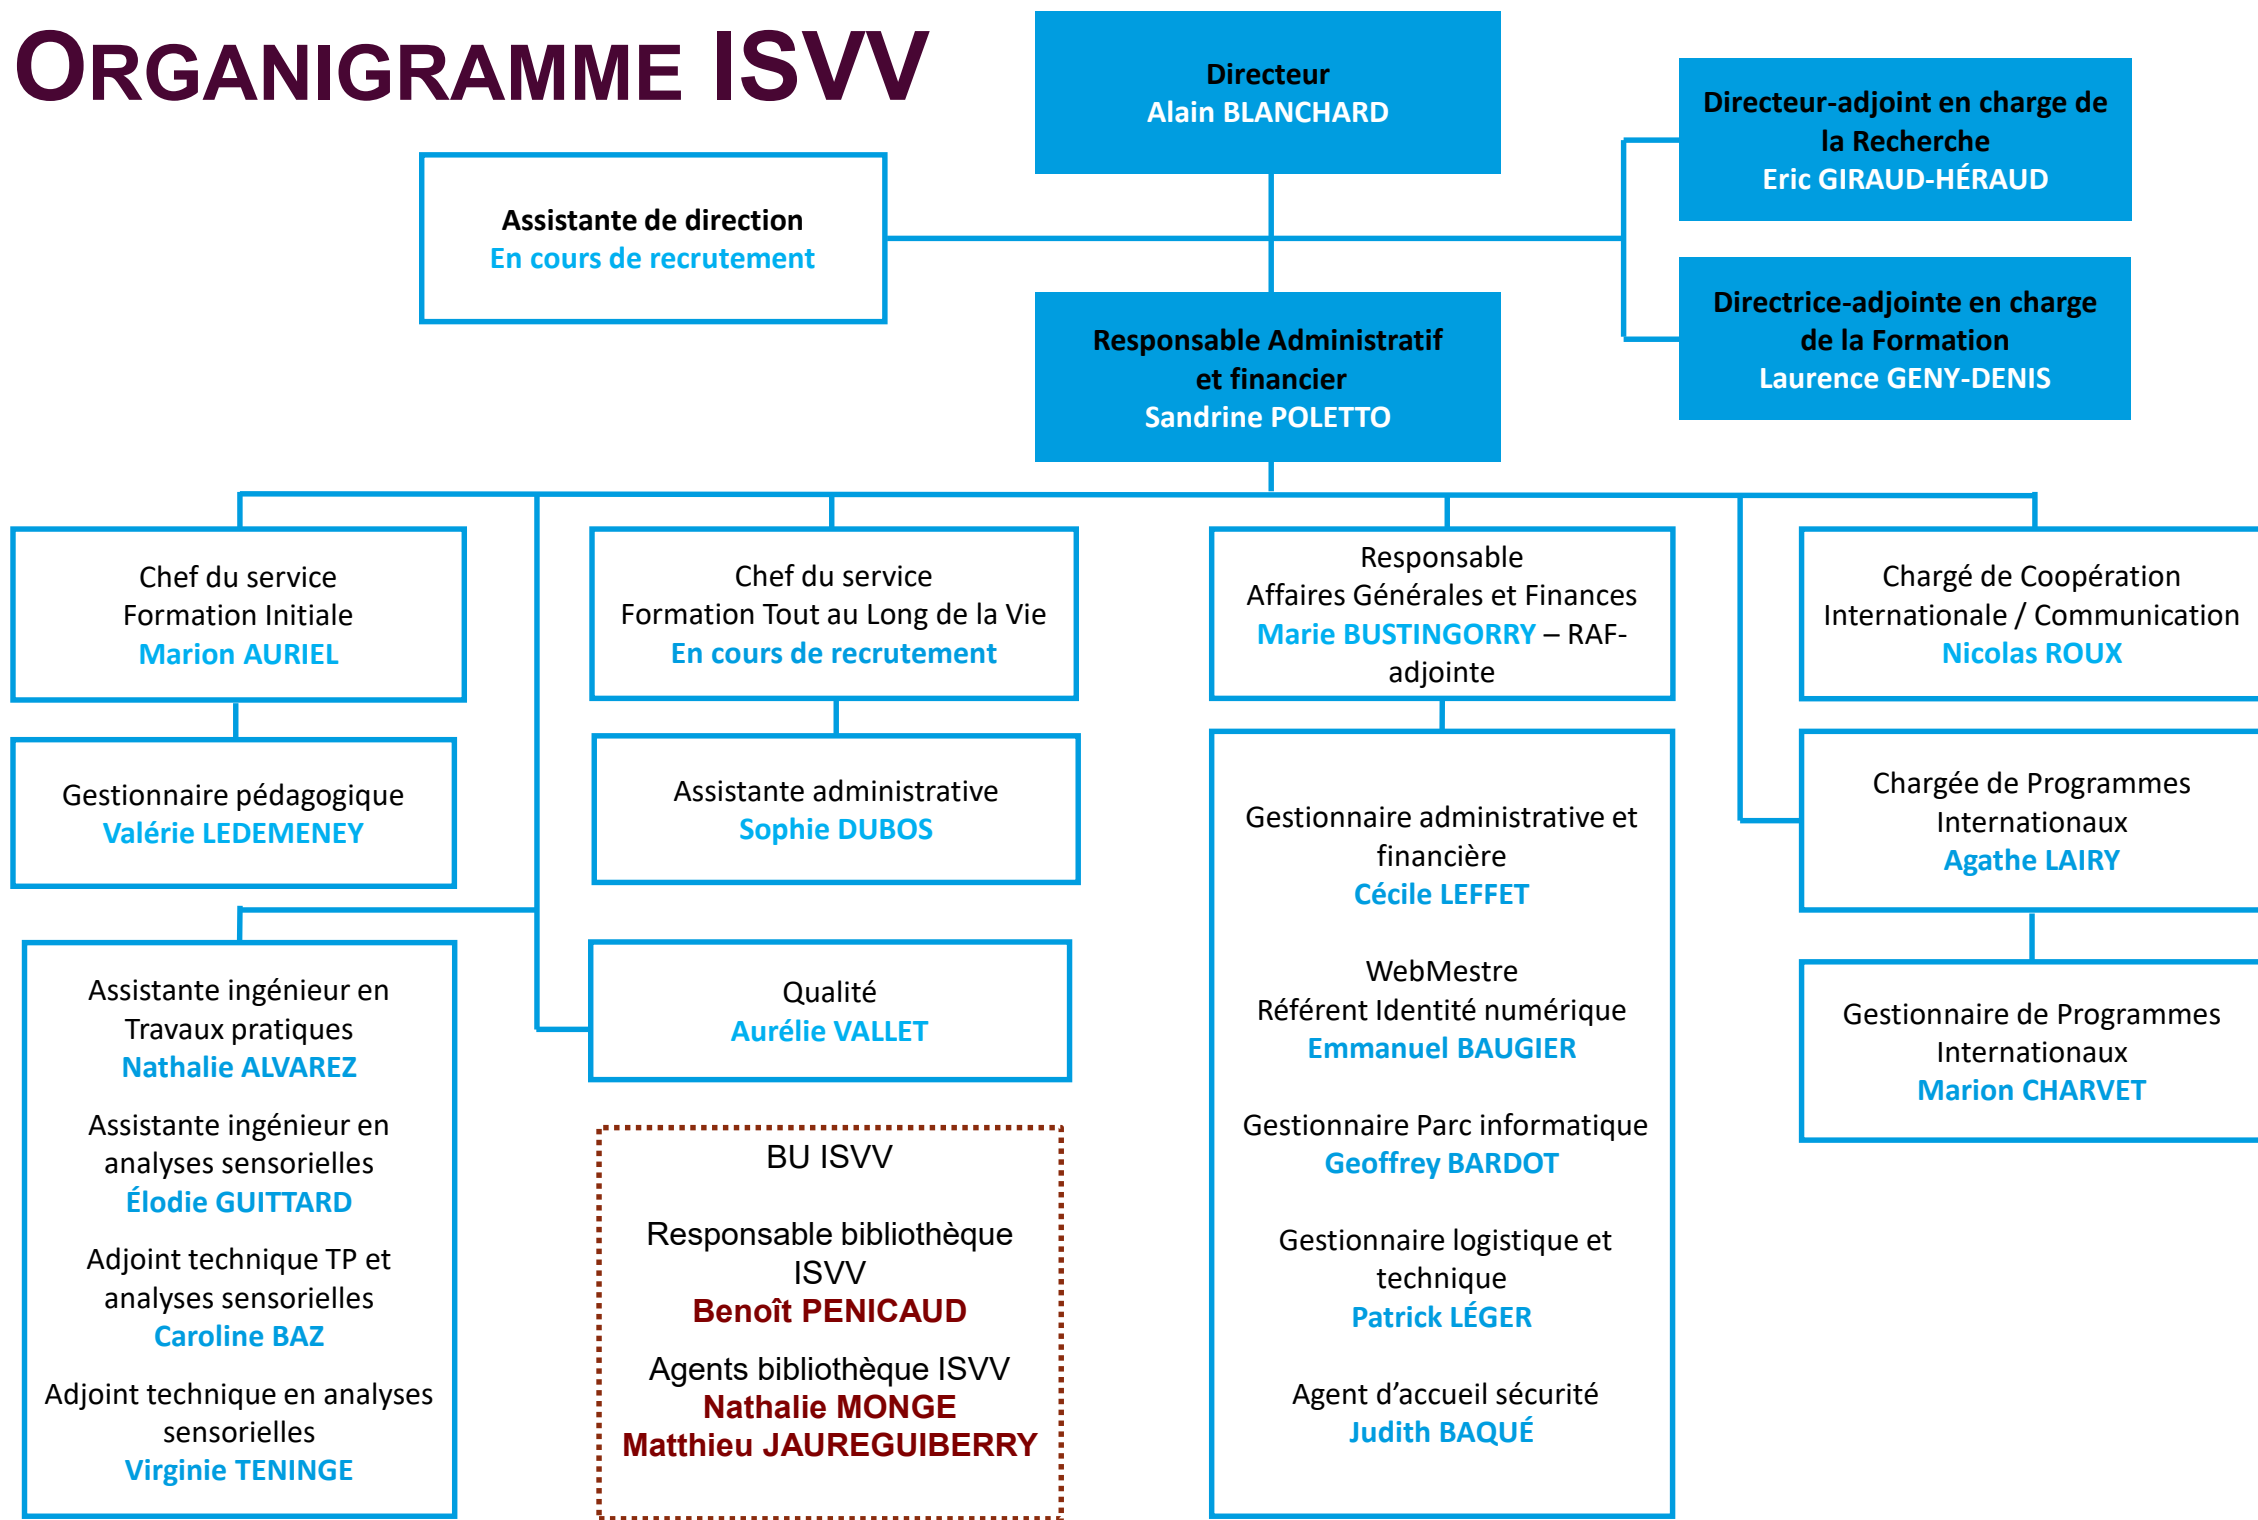 ORGANIGRAMME ISVV
Directeur
Alain BLANCHARD
Directeur-adjoint en charge de
la Recherche
Eric GIRAUD-HÉRAUD
Assistante de direction
En cours de recrutement
Directrice-adjointe en charge
de la Formation
Laurence GENY-DENIS
Responsable Administratif
et financier
Sandrine POLETTO
Chef du service
Formation Initiale
Marion AURIEL
Chef du service
Formation Tout au Long de la Vie
En cours de recrutement
Responsable
Affaires Générales et Finances
Marie BUSTINGORRY – RAF-
adjointe
Chargé de Coopération
Internationale / Communication
Nicolas ROUX
Gestionnaire pédagogique
Valérie LEDEMENEY
Assistante administrative
Sophie DUBOS
Gestionnaire administrative et
financière
Cécile LEFFET
WebMestre
Référent Identité numérique
Emmanuel BAUGIER
Gestionnaire Parc informatique
Geoffrey BARDOT
Gestionnaire logistique et
technique
Patrick LÉGER
Agent d’accueil sécurité
Judith BAQUÉ
Chargée de Programmes
Internationaux
Agathe LAIRY
Gestionnaire de Programmes
Internationaux
Marion CHARVET
Assistante ingénieur en
Travaux pratiques
Nathalie ALVAREZ
Assistante ingénieur en
analyses sensorielles
Élodie GUITTARD
Adjoint technique TP et
analyses sensorielles
Caroline BAZ
Adjoint technique en analyses
sensorielles
Virginie TENINGE
Qualité
Aurélie VALLET
BU ISVV
Responsable bibliothèque
ISVV
Benoît PENICAUD
Agents bibliothèque ISVV
Nathalie MONGE
Matthieu JAUREGUIBERRY